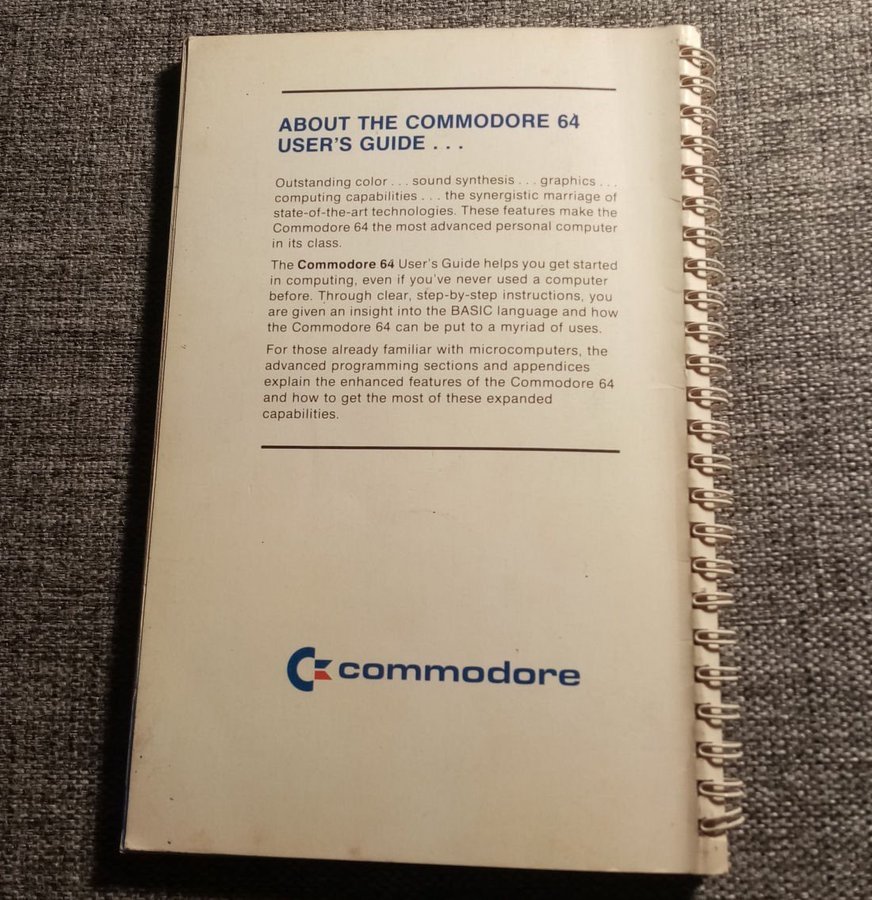 ABOUT THE COMMODORE 64
USER'S GUIDE . . .
Outstanding color . . . sound synthesis . . . graphics . . .
computing capabilities . . . the synergistic marriage of
state-of-the-art technologies. These features make the
Commodore 64 the most advanced personal computer
in its class.
The Commodore 64 User's Guide helps you get started
in computing, even if you've never used a computer
before. Through clear, step-by-step instructions, you
are given an insight into the BASIC language and how
the Commodore 64 can be put to a myriad of uses.
For those already familiar with microcomputers, the
advanced programming sections and appendices
explain the enhanced features of the Commodore 64
and how to get the most of these expanded
capabilities.
commodore